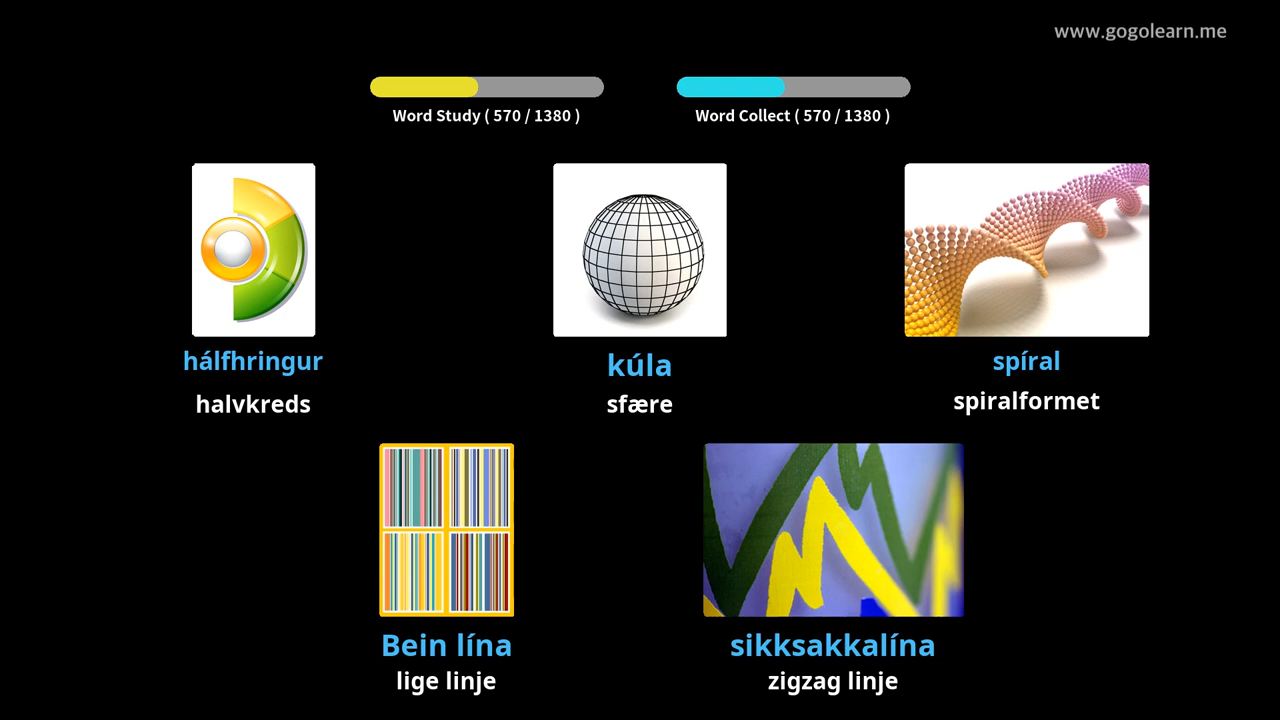 www.gogolearn.me
Word Study ( 570 / 1380 )
Word Collect ( 570 / 1380 )
hálfhringur
halvkreds
kúla
sfære
spíral
spiralformet
Bein lína
lige linje
sikksakkalína
zigzag linje